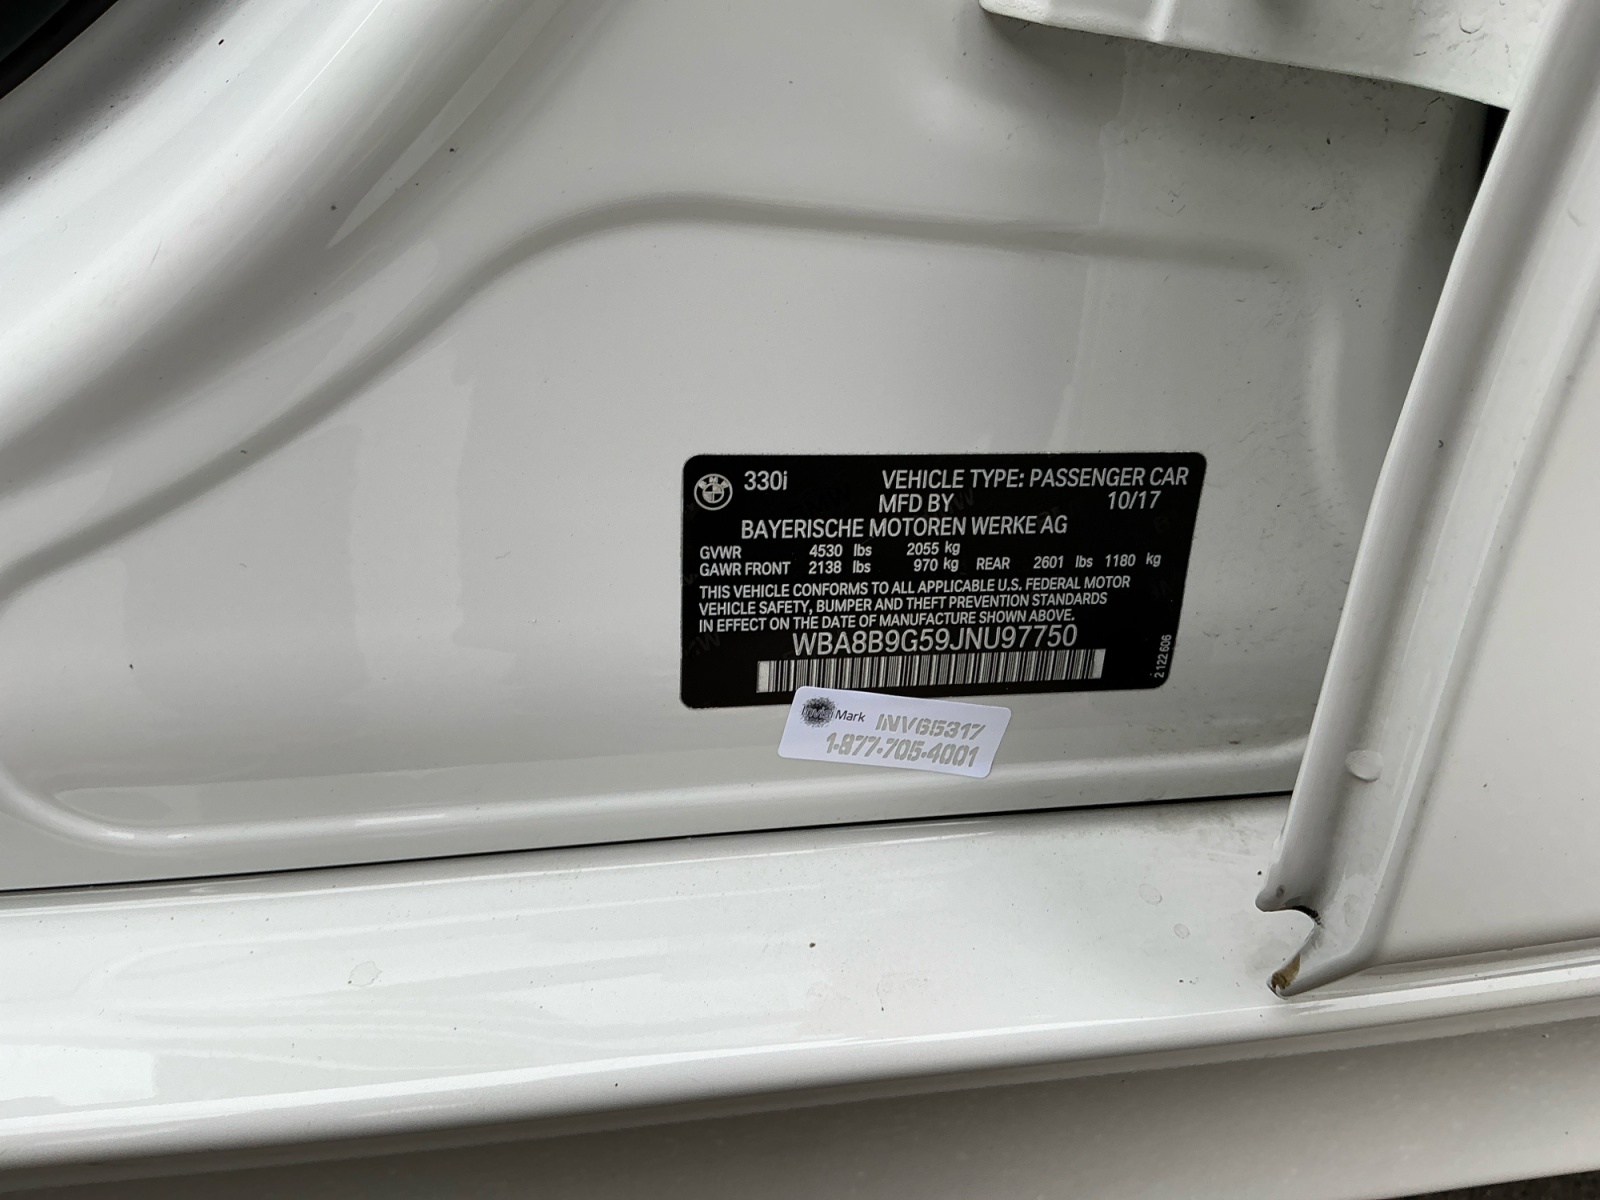 BMW 330i VEHICLE TYPE: PASSENGER CAR
MFD BY 10/17
BAYERISCHE MOTOREN WERKE AG
GVWR 4530 lbs 2055 kg
GAWR FRONT 2138 lbs 970 kg REAR 2601 lbs 1180 kg
THIS VEHICLE CONFORMS TO ALL APPLICABLE U.S. FEDERAL MOTOR
VEHICLE SAFETY, BUMPER AND THEFT PREVENTION STANDARDS
IN EFFECT ON THE DATE OF MANUFACTURE SHOWN ABOVE.
WBA8B9G59JNU97750
2122606
Mark INV65317
1-877-705-4001